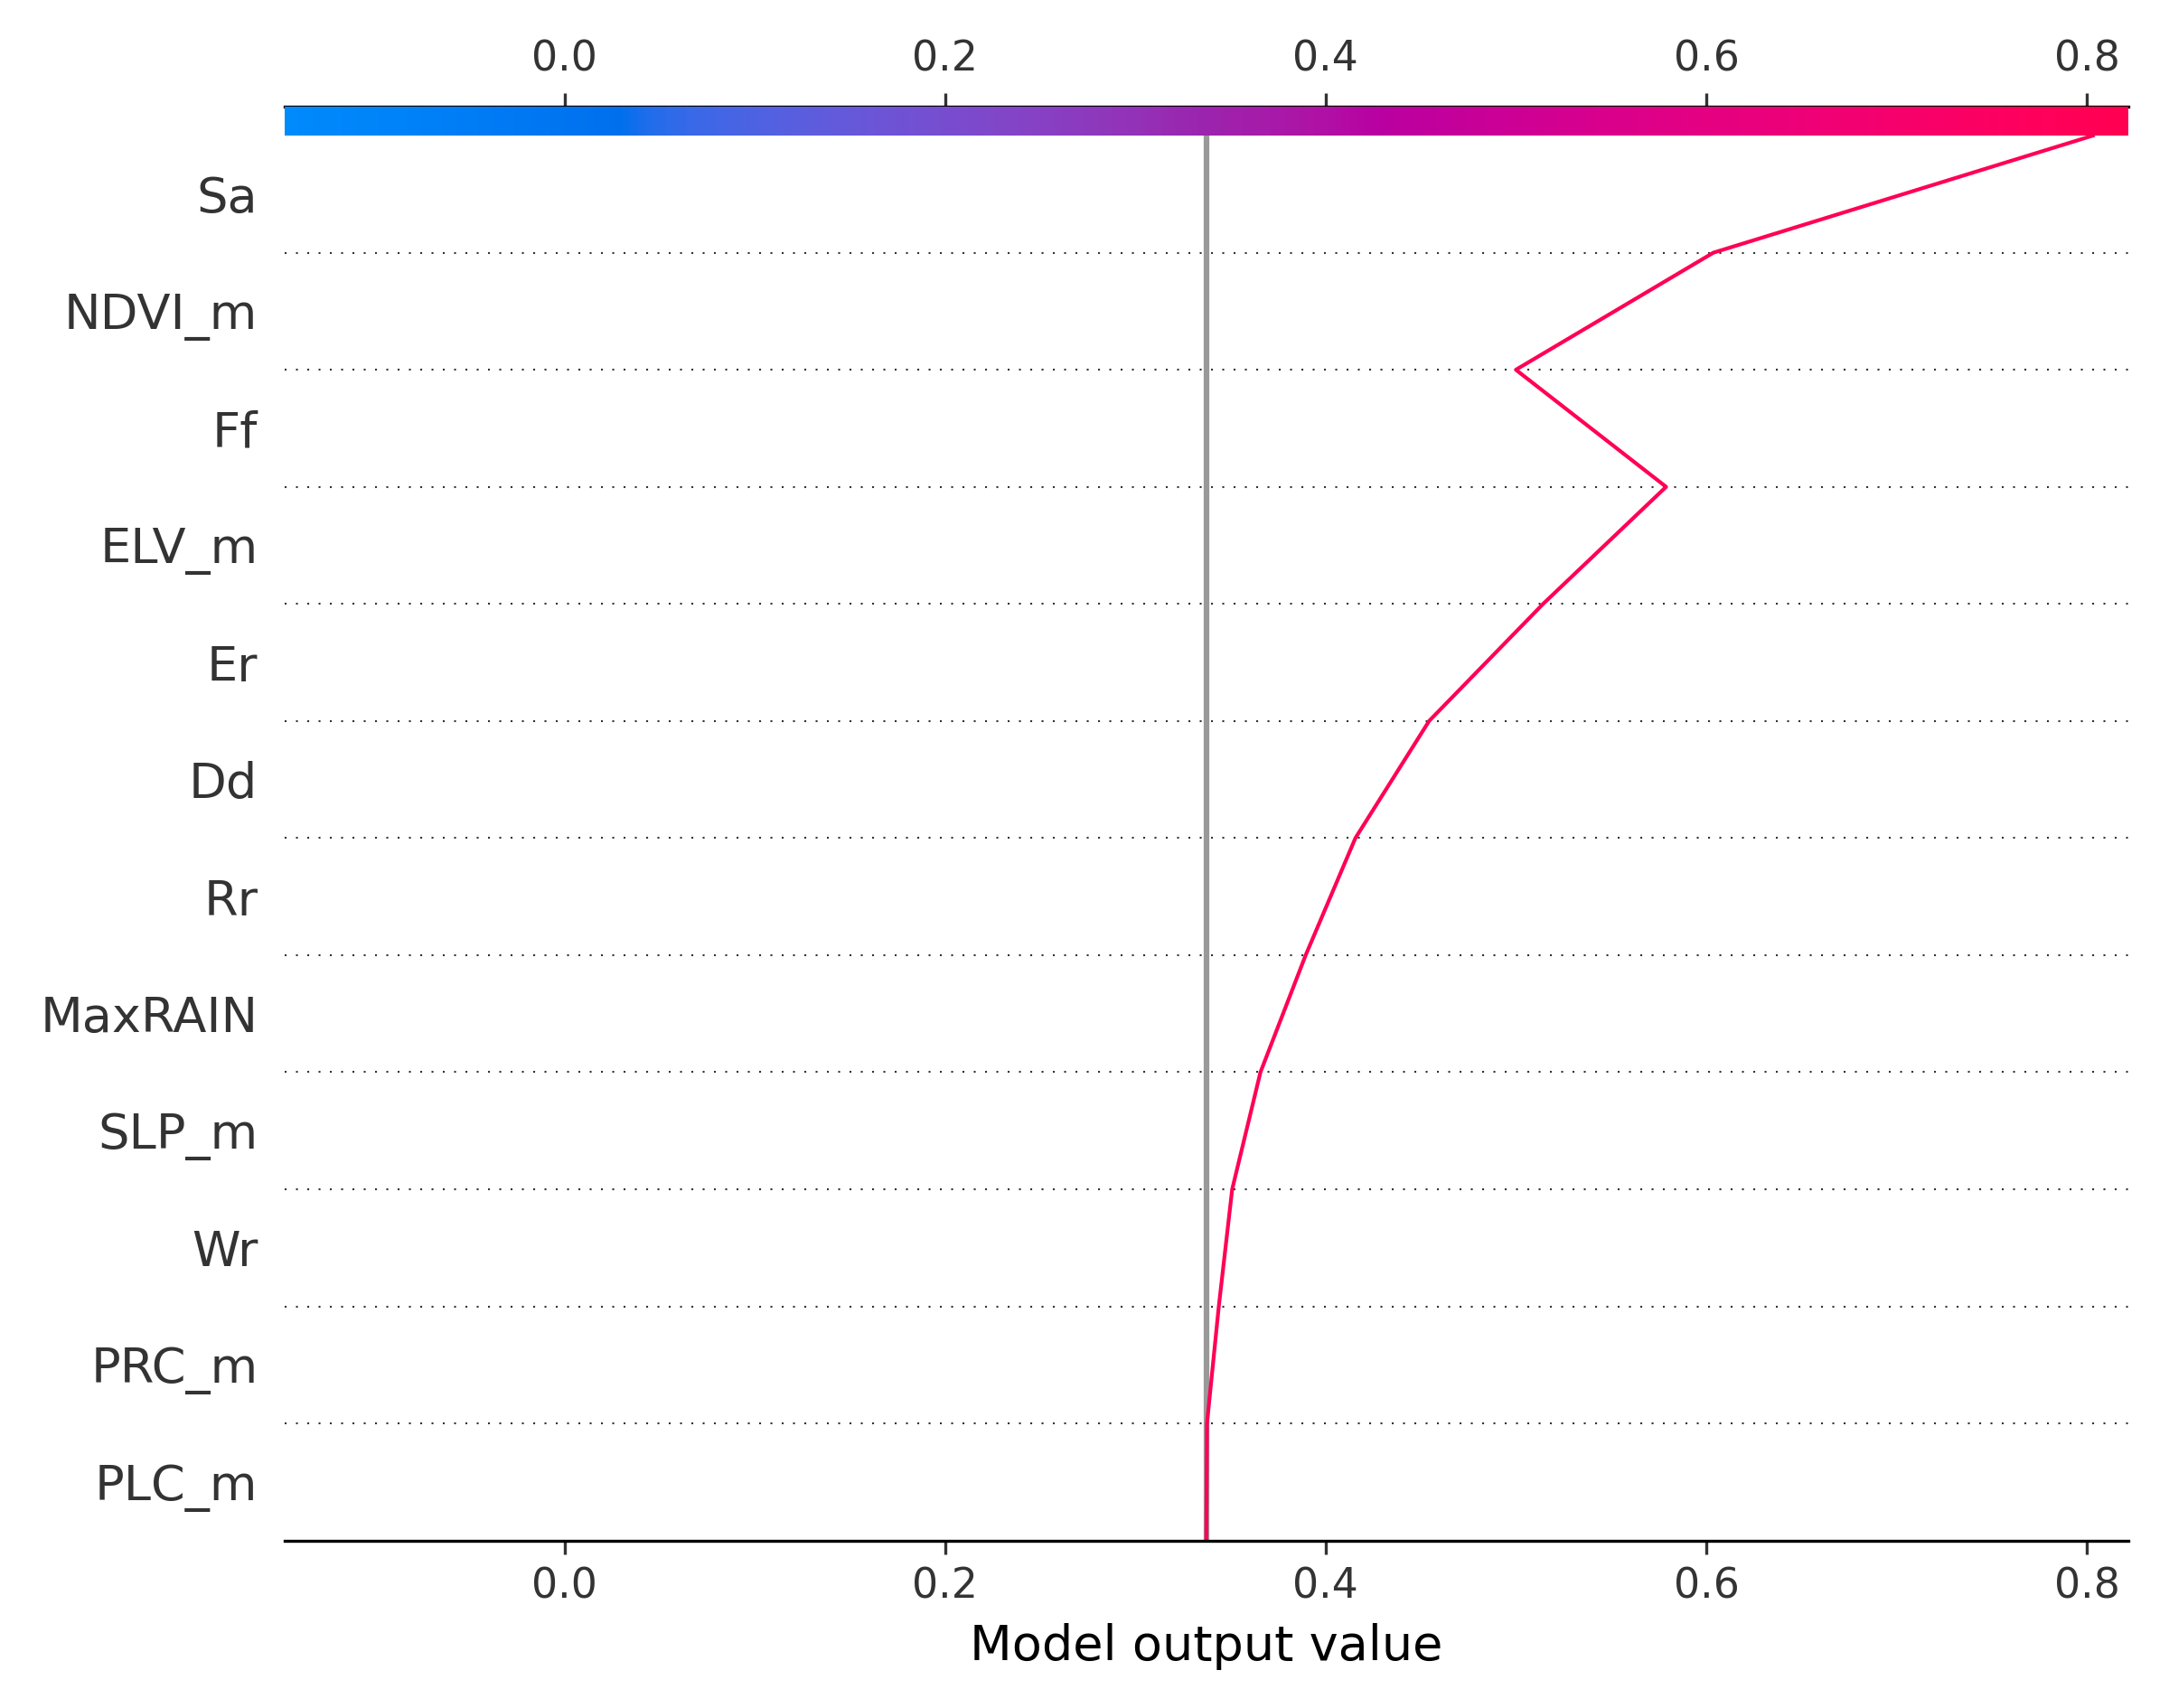 0.0 0.2 0.4 0.6 0.8
Sa
NDVI_m
Ff
ELV_m
Er
Dd
Rr
MaxRAIN
SLP_m
Wr
PRC_m
PLC_m
0.0 0.2 0.4 0.6 0.8
Model output value